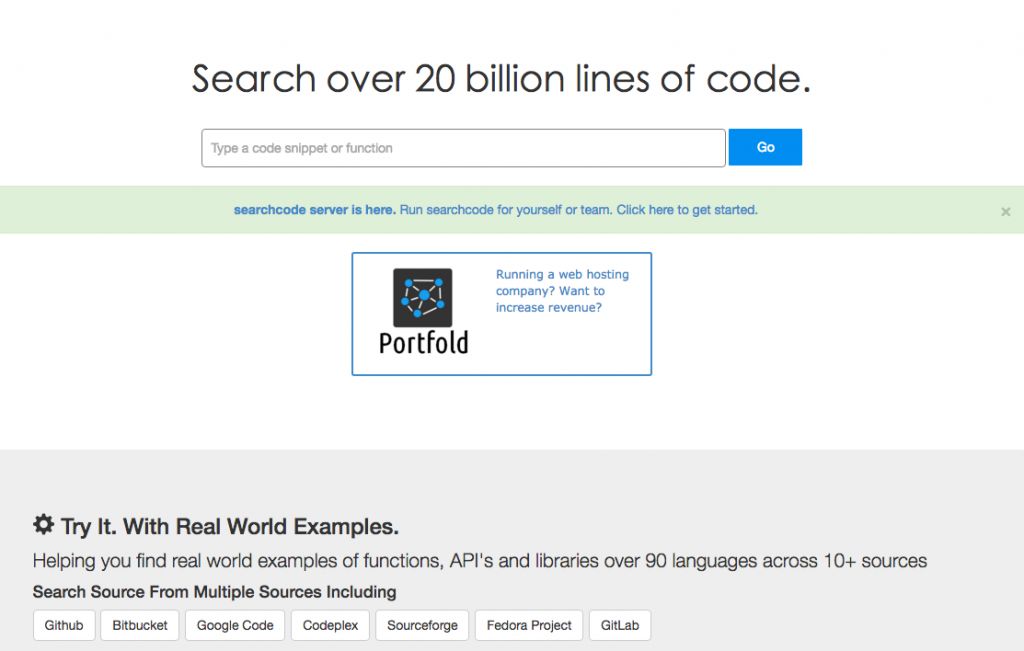 Search over 20 billion lines of code.
Type a code snippet or function
Go
searchcode server is here. Run searchcode for yourself or team. Click here to get started.
×
Portfold
Running a web hosting
company? Want to
increase revenue?
Try It. With Real World Examples.
Helping you find real world examples of functions, API's and libraries over 90 languages across 10+ sources
Search Source From Multiple Sources Including
Github Bitbucket Google Code Codeplex Sourceforge Fedora Project GitLab